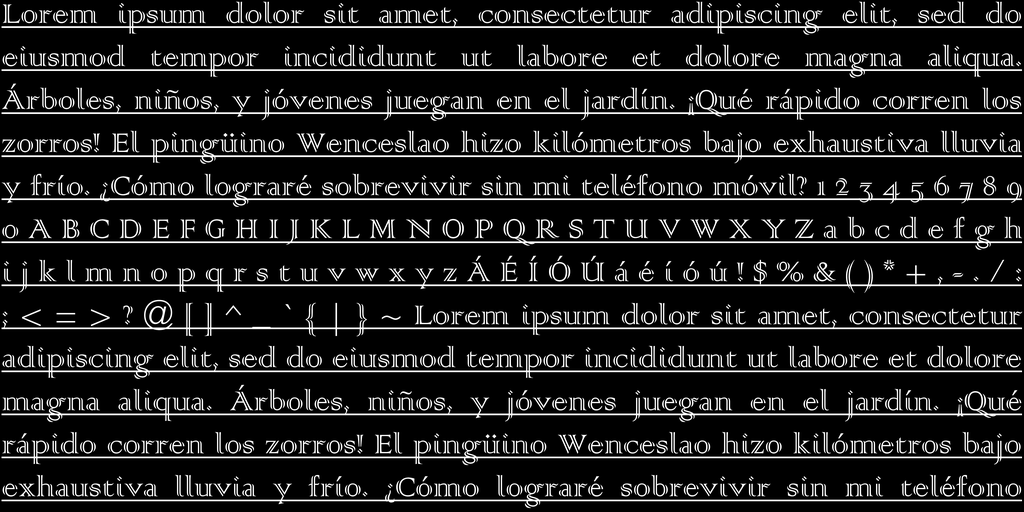 Lorem ipsum dolor sit amet, consectetur adipiscing elit, sed do
eiusmod tempor incididunt ut labore et dolore magna aliqua.
Árboles, niños, y jóvenes juegan en el jardín. ¡Qué rápido corren los
zorros! El pingüino Wenceslao hizo kilómetros bajo exhaustiva lluvia
y frío. ¿Cómo lograré sobrevivir sin mi teléfono móvil? 1 2 3 4 5 6 7 8 9
0 A B C D E F G H I J K L M N O P Q R S T U V W X Y Z a b c d e f g h
i j k l m n o p q r s t u v w x y z Á É Í Ó Ú á é í ó ú ! $ % & ( ) * + , - . / :
; < = > ? @ [ ] ^ _ ` { | } ~ Lorem ipsum dolor sit amet, consectetur
adipiscing elit, sed do eiusmod tempor incididunt ut labore et dolore
magna aliqua. Árboles, niños, y jóvenes juegan en el jardín. ¡Qué
rápido corren los zorros! El pingüino Wenceslao hizo kilómetros bajo
exhaustiva lluvia y frío. ¿Cómo lograré sobrevivir sin mi teléfono